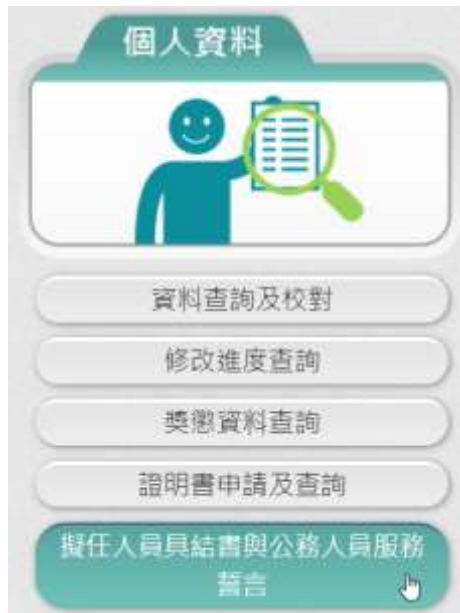 個人資料
資料查詢及校對
修改進度查詢
獎懲資料查詢
證明書申請及查詢
擬任人員具結書與公務人員服務
誓言